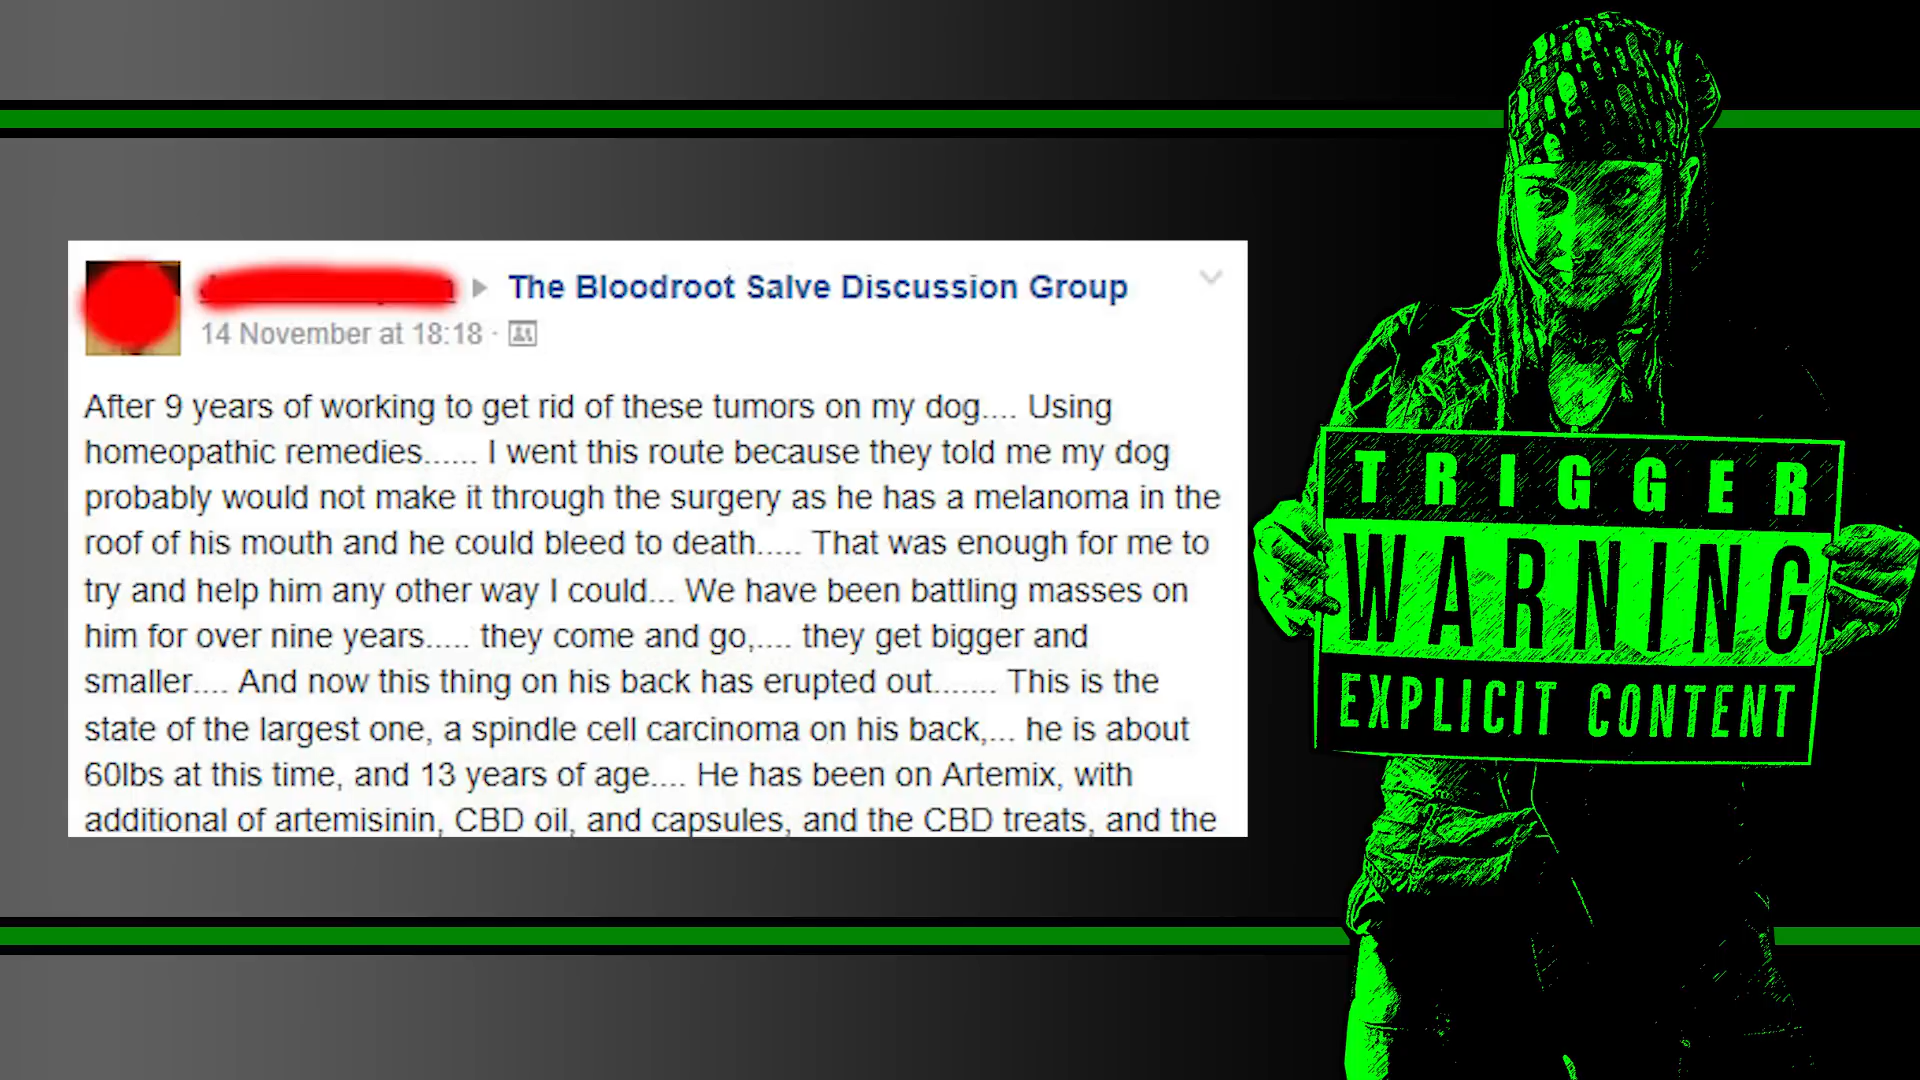 The Bloodroot Salve Discussion Group
14 November at 18:18 ·
After 9 years of working to get rid of these tumors on my dog.... Using
homeopathic remedies...... I went this route because they told me my dog
probably would not make it through the surgery as he has a melanoma in the
roof of his mouth and he could bleed to death..... That was enough for me to
try and help him any other way I could... We have been battling masses on
him for over nine years..... they come and go,.... they get bigger and
smaller.... And now this thing on his back has erupted out....... This is the
state of the largest one, a spindle cell carcinoma on his back,... he is about
60lbs at this time, and 13 years of age.... He has been on Artemix, with
additional of artemisinin, CBD oil, and capsules, and the CBD treats, and the
TRIGGER
WARNING
EXPLICIT CONTENT